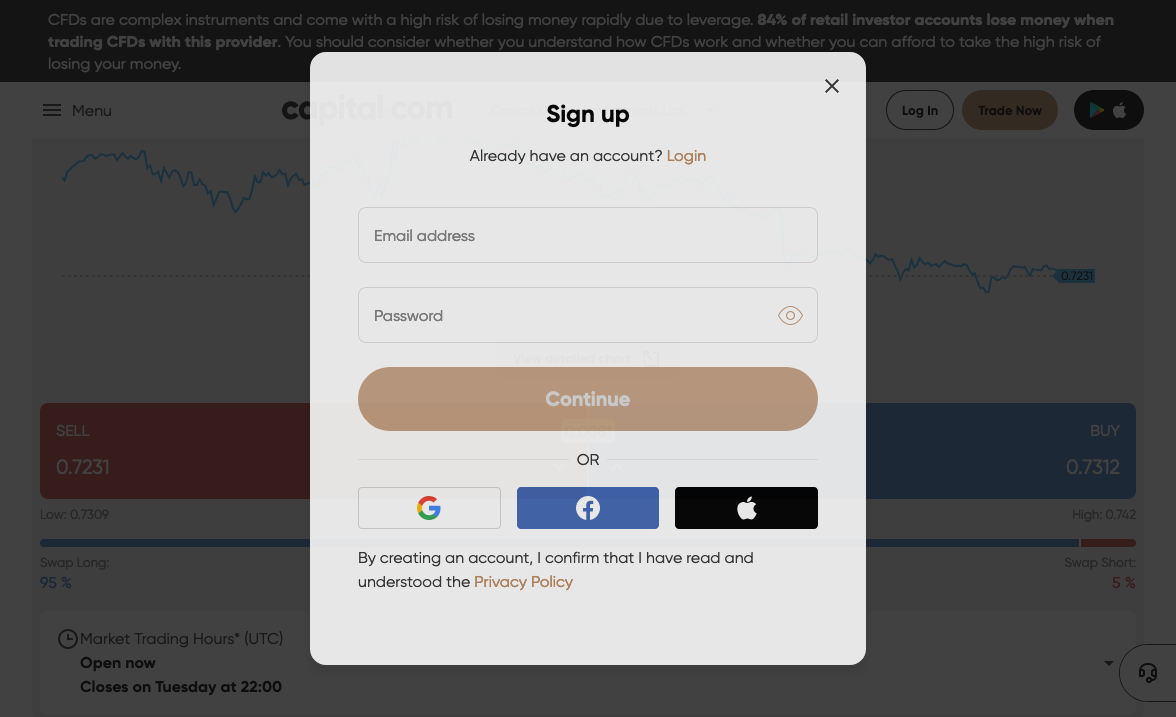 CFDs are complex instruments and come with a high risk of losing money rapidly due to leverage. 84% of retail investor accounts lose money when
trading CFDs with this provider. You should consider whether you understand how CFDs work and whether you can afford to take the high risk of
losing your money.
Menu
capital.com
Log In
Trade Now
Sign up
Already have an account? Login
Email address
0.7231
Password
View detailed chart
Continue
SELL
BUY
0.7231
0.7312
OR
Low: 0.7309
High: 0.742
By creating an account, I confirm that I have read and
understood the Privacy Policy
Swap Long:
Swap Short:
95 %
5 %
Market Trading Hours* (UTC)
Open now
Closes on Tuesday at 22:00